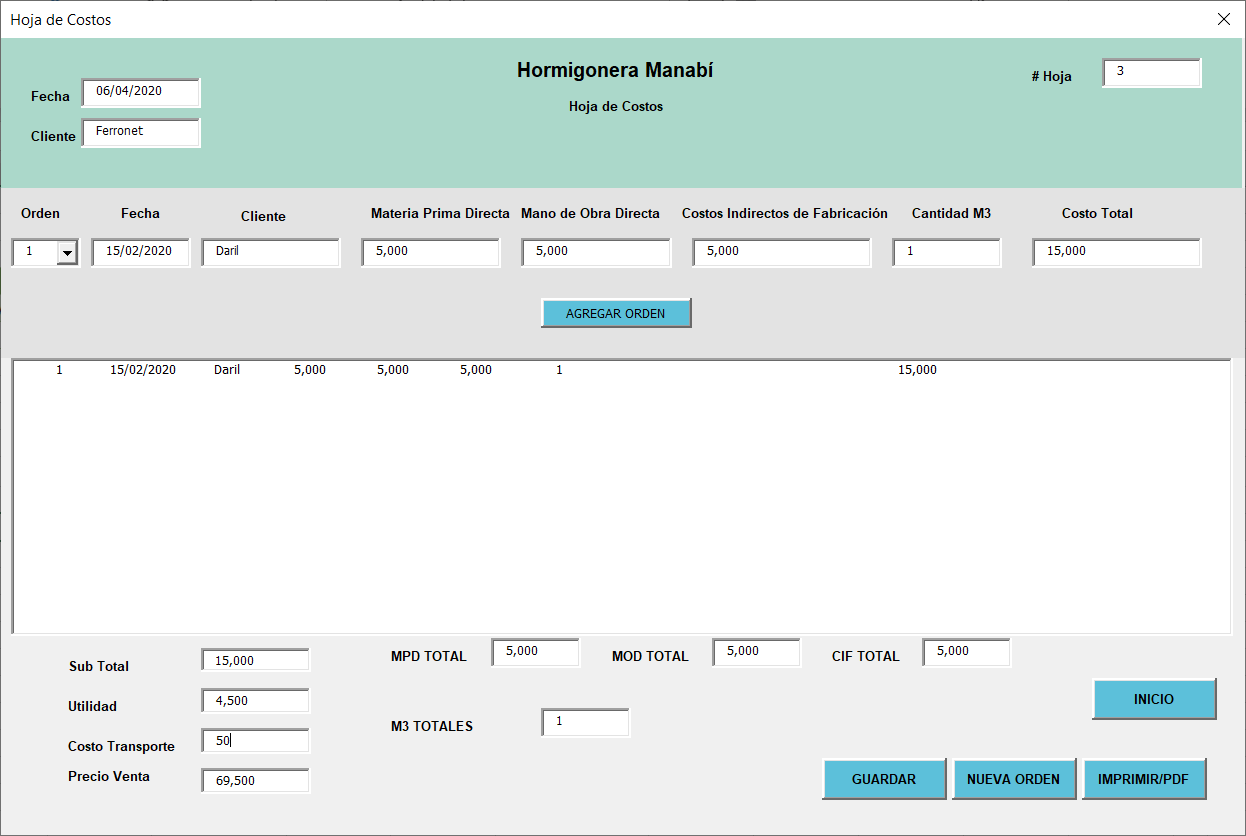 Hoja de Costos
Hormigonera Manabí
# Hoja 3
Fecha 06/04/2020
Hoja de Costos
Cliente Ferronet
Orden Fecha Cliente Materia Prima Directa Mano de Obra Directa Costos Indirectos de Fabricación Cantidad M3 Costo Total
1 15/02/2020 Daril 5,000 5,000 5,000 1 15,000
AGREGAR ORDEN
1 15/02/2020 Daril 5,000 5,000 5,000 1 15,000
Sub Total 15,000
MPD TOTAL 5,000 MOD TOTAL 5,000 CIF TOTAL 5,000
Utilidad 4,500
INICIO
M3 TOTALES 1
Costo Transporte 50
Precio Venta 69,500
GUARDAR NUEVA ORDEN IMPRIMIR/PDF